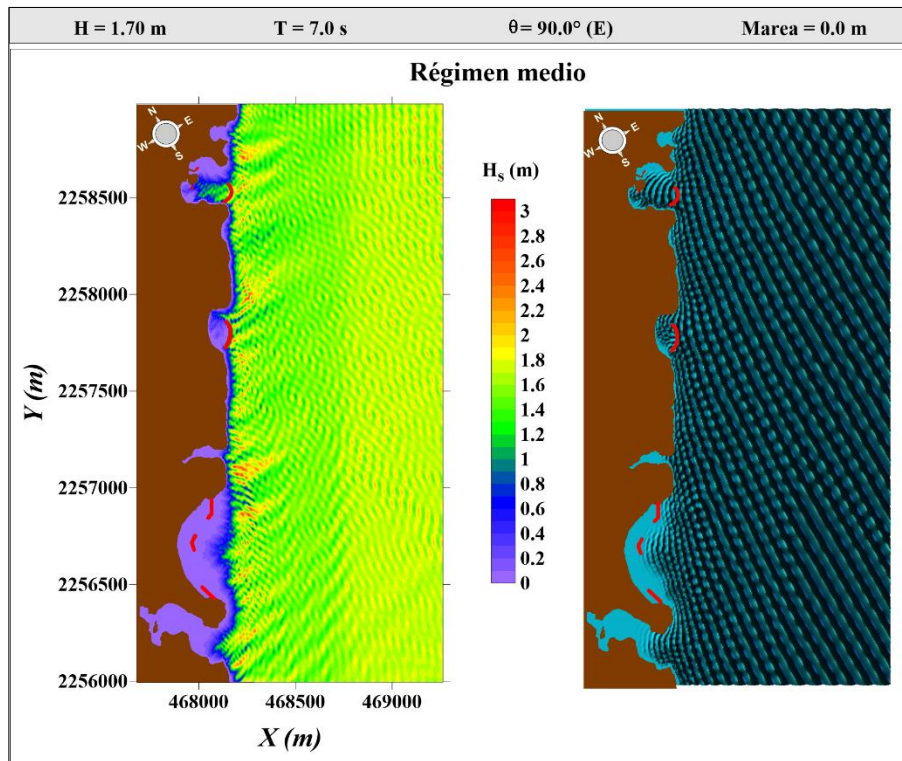 H = 1.70 m T = 7.0 s θ = 90.0° (E) Marea = 0.0 m
Régimen medio
N
E
W
S
2258500
2258000
2257500
2257000
2256500
2256000
Y (m)
468000 468500 469000
X (m)
Hs (m)
3
2.8
2.6
2.4
2.2
2
1.8
1.6
1.4
1.2
1
0.8
0.6
0.4
0.2
0
N
E
W
S